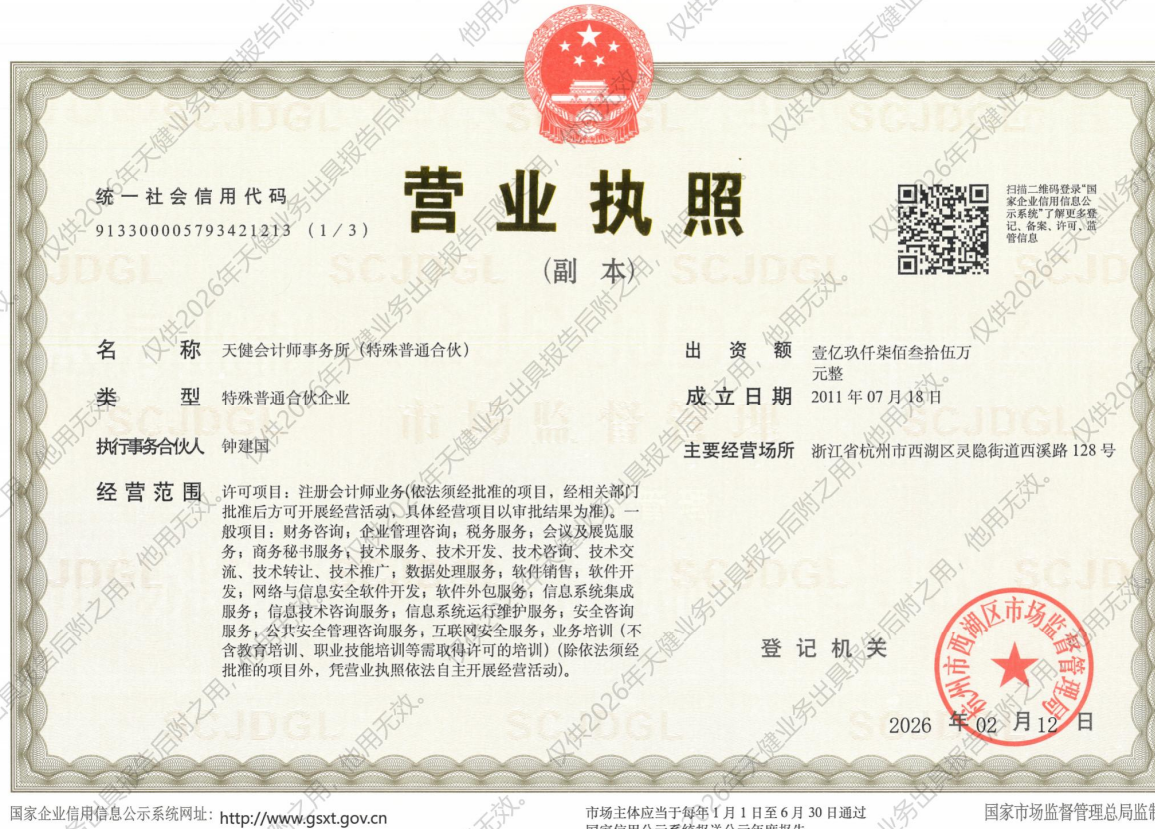 营业执照
(副 本)
统一社会信用代码
913300005793421213 (1/3)
扫描二维码登录“国
家企业信用信息公
示系统”了解更多登
记、备案、许可、监
管信息
名 称 天健会计师事务所（特殊普通合伙）
类 型 特殊普通合伙企业
执行事务合伙人 钟建国
经营范围 许可项目：注册会计师业务(依法须经批准的项目，经相关部门
批准后方可开展经营活动，具体经营项目以审批结果为准)。一
般项目：财务咨询；企业管理咨询；税务服务；会议及展览服
务；商务秘书服务；技术服务、技术开发、技术咨询、技术交
流、技术转让、技术推广；数据处理服务；软件销售；软件开
发；网络与信息安全软件开发；软件外包服务；信息系统集成
服务；信息技术咨询服务；信息系统运行维护服务；安全咨询
服务，公共安全管理咨询服务，互联网安全服务，业务培训（不
含教育培训、职业技能培训等需取得许可的培训）(除依法须经
批准的项目外，凭营业执照依法自主开展经营活动)。
出 资 额 壹亿玖仟柒佰叁拾伍万
元整
成立日期 2011 年 07 月 18 日
主要经营场所 浙江省杭州市西湖区灵隐街道西溪路 128 号
登记机关
杭州市西湖区市场监督管理局
2026 年 02 月 12 日
国家企业信用信息公示系统网址：http://www.gsxt.gov.cn
市场主体应当于每年 1 月 1 日至 6 月 30 日通过
国家信用公示系统报送公示年度报告
国家市场监督管理总局监制
仅供2026年天健业务出具报告后附之用，他用无效。
SCJDGL
市场监督管理